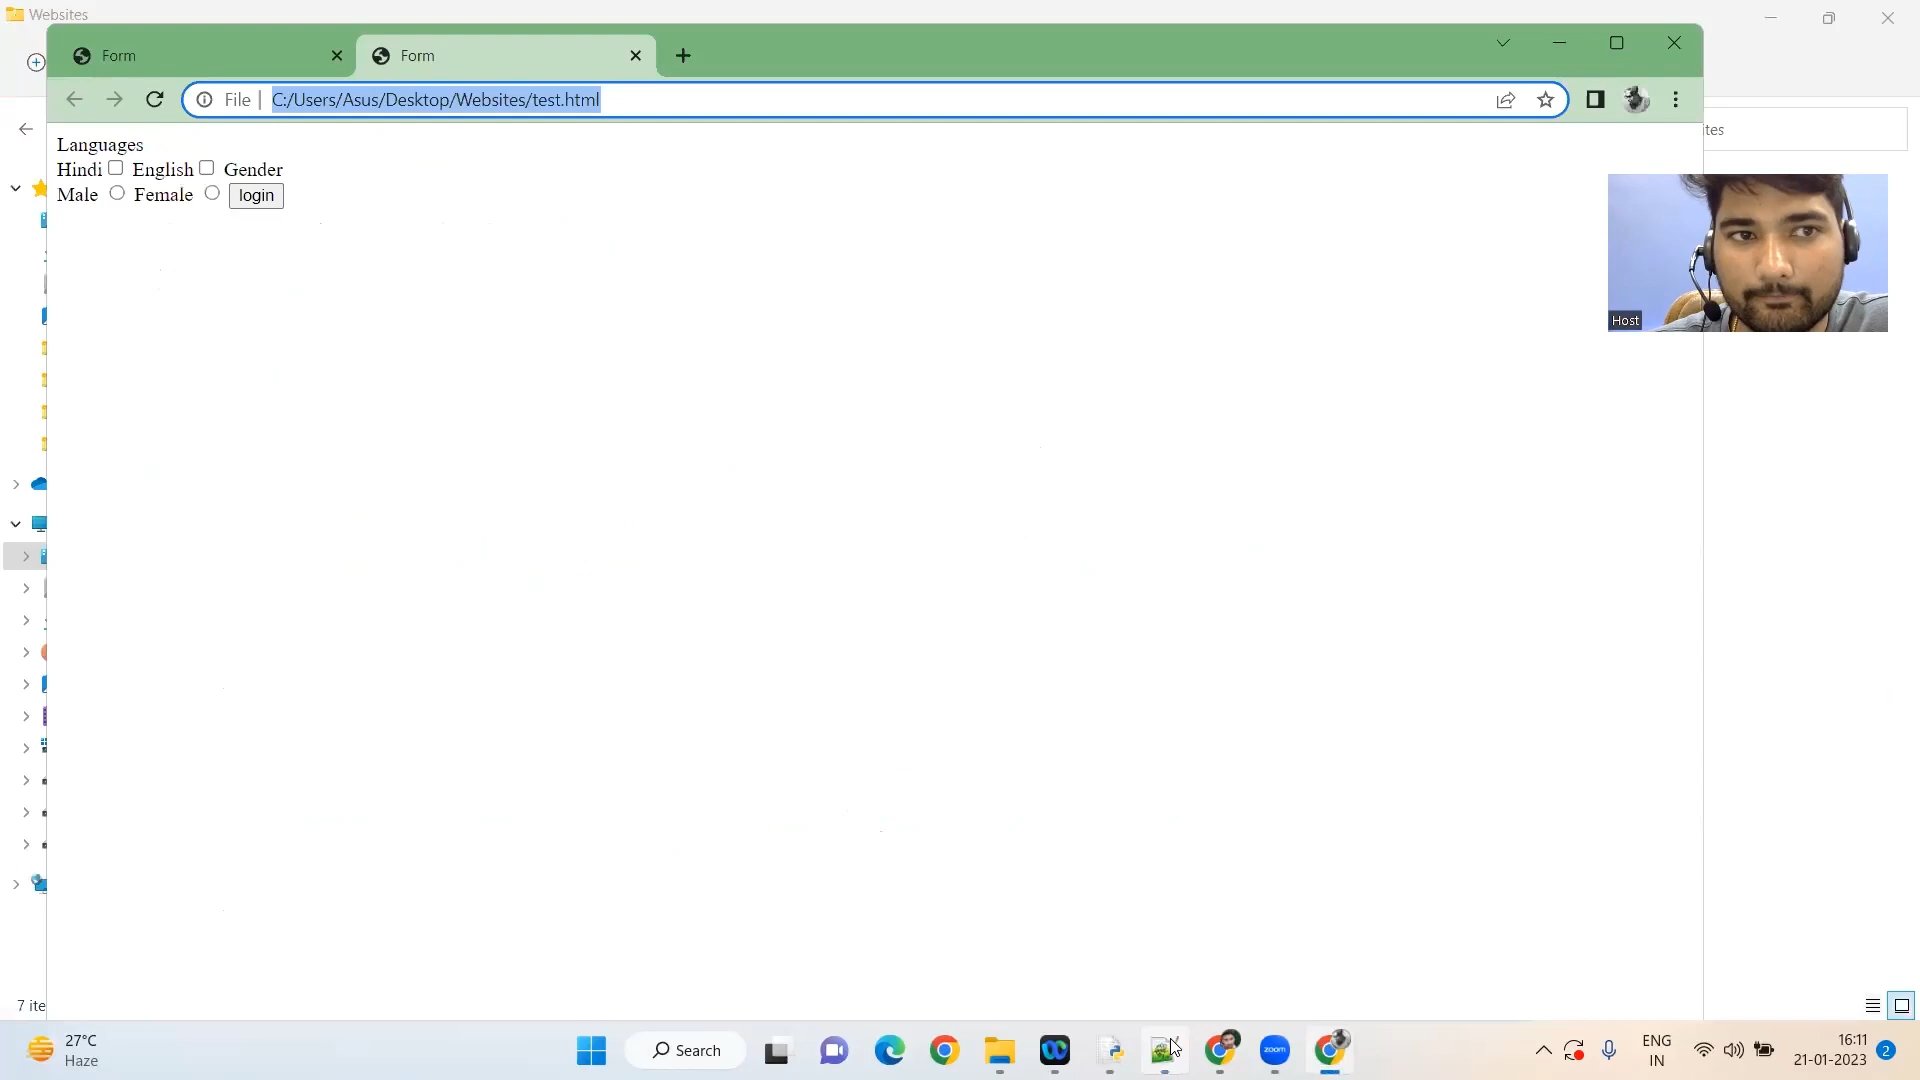 Websites
Form
Form
File
C:/Users/Asus/Desktop/Websites/test.html
tes
Languages
Hindi English Gender
Male Female login
Host
7 ite
27°C
Haze
Search
zoom
ENG
IN
16:11
21-01-2023
2